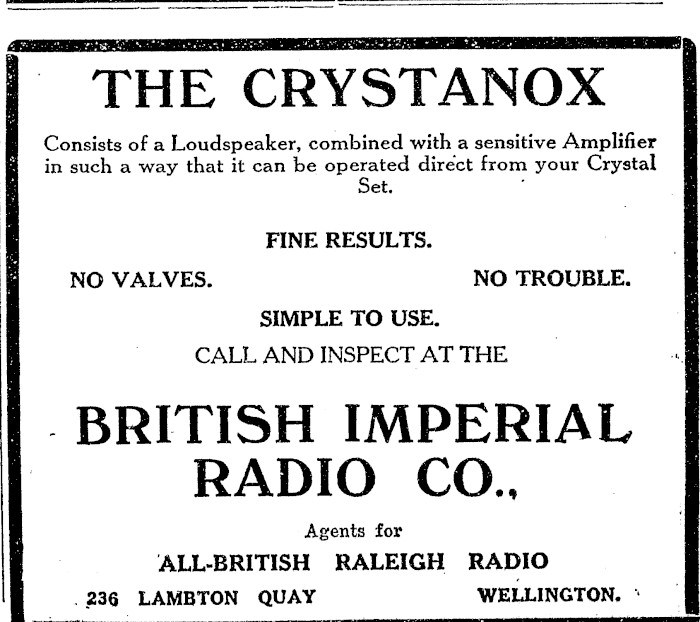 THE CRYSTANOX
Consists of a Loudspeaker, combined with a sensitive Amplifier
in such a way that it can be operated direct from your Crystal
Set.
FINE RESULTS.
NO VALVES. NO TROUBLE.
SIMPLE TO USE.
CALL AND INSPECT AT THE
BRITISH IMPERIAL
RADIO CO.,
Agents for
ALL-BRITISH RALEIGH RADIO
236 LAMBTON QUAY WELLINGTON.